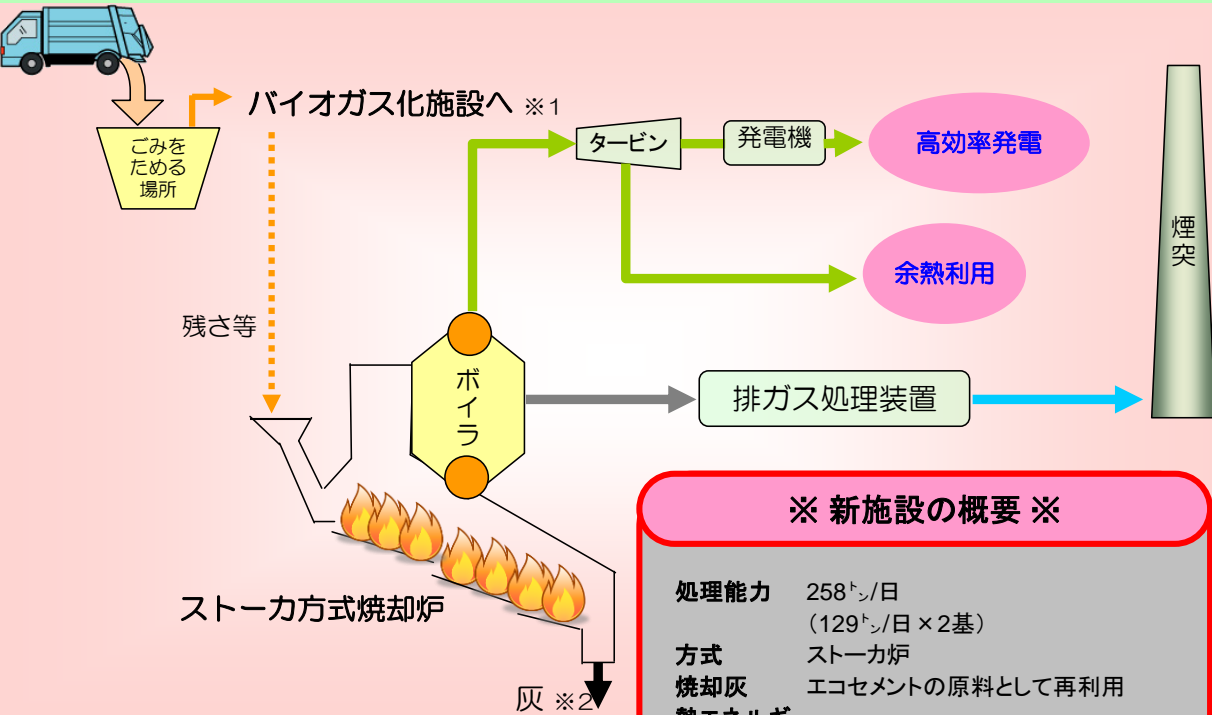 バイオガス化施設へ ※1
ごみを
ためる
場所
タービン
発電機
高効率発電
余熱利用
煙突
残さ等
ボイラ
排ガス処理装置
ストーカ方式焼却炉
灰 ※2
※ 新施設の概要 ※
処理能力 258㌧/日
（129㌧/日×2基）
方式 ストーカ炉
焼却灰 エコセメントの原料として再利用
熱エネルギ